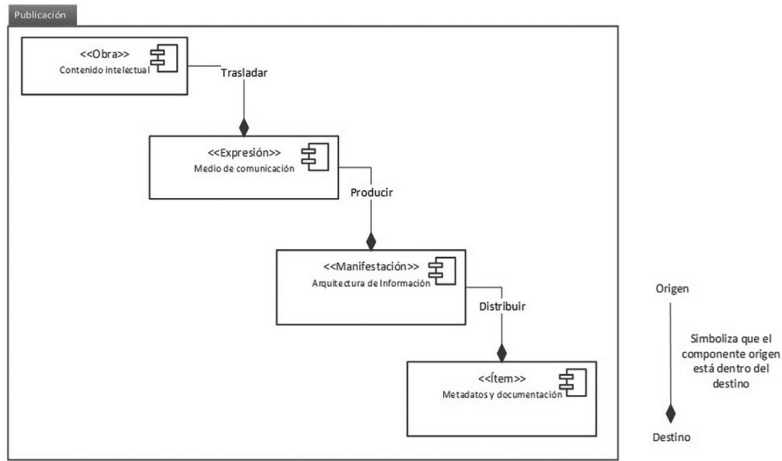 Publicación
<<Obra>>
Contenido intelectual
Trasladar
<<Expresión>>
Medio de comunicación
Producir
<<Manifestación>>
Arquitectura de Información
Distribuir
<<Ítem>>
Metadatos y documentación
Origen
Simboliza que el
componente origen
está dentro del
destino
Destino